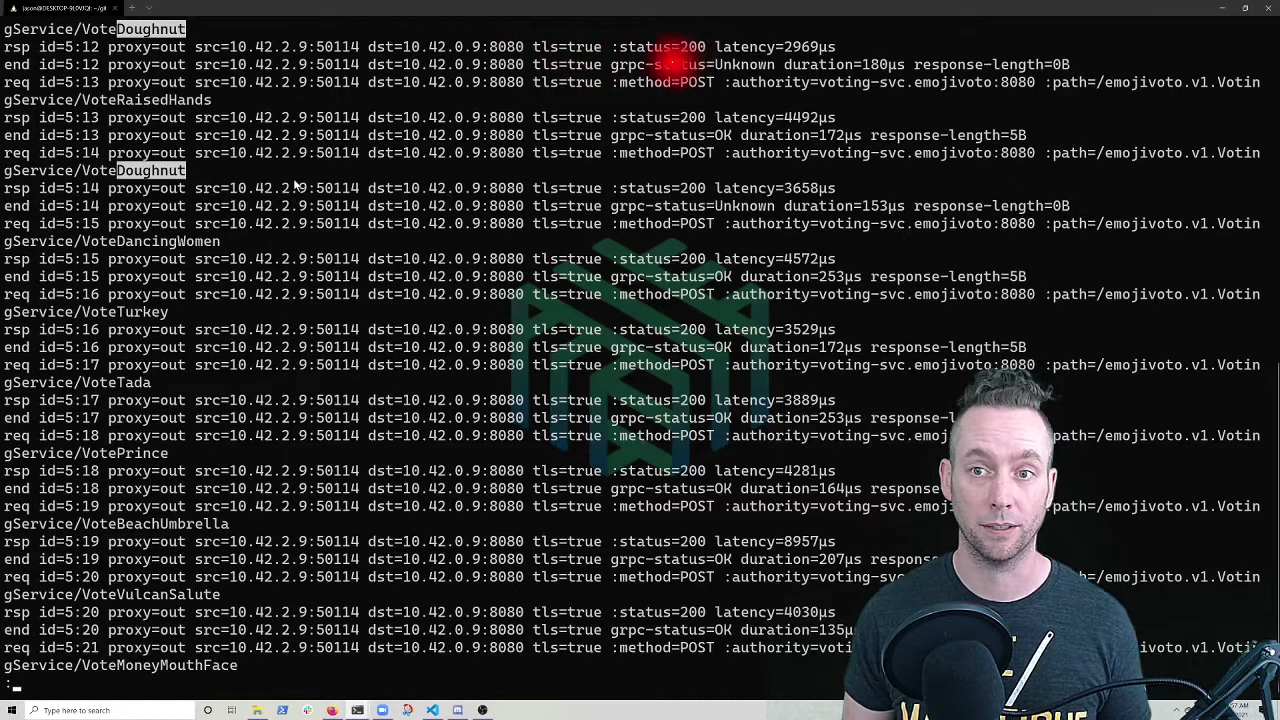 jason@DESKTOP-9L0VJQI: ~/git
gService/VoteDoughnut
rsp id=5:12 proxy=out src=10.42.2.9:50114 dst=10.42.0.9:8080 tls=true :status=200 latency=2969µs
end id=5:12 proxy=out src=10.42.2.9:50114 dst=10.42.0.9:8080 tls=true grpc-status=Unknown duration=180µs response-length=0B
req id=5:13 proxy=out src=10.42.2.9:50114 dst=10.42.0.9:8080 tls=true :method=POST :authority=voting-svc.emojivoto:8080 :path=/emojivoto.v1.Votin
gService/VoteRaisedHands
rsp id=5:13 proxy=out src=10.42.2.9:50114 dst=10.42.0.9:8080 tls=true :status=200 latency=4492µs
end id=5:13 proxy=out src=10.42.2.9:50114 dst=10.42.0.9:8080 tls=true grpc-status=OK duration=172µs response-length=5B
req id=5:14 proxy=out src=10.42.2.9:50114 dst=10.42.0.9:8080 tls=true :method=POST :authority=voting-svc.emojivoto:8080 :path=/emojivoto.v1.Votin
gService/VoteDoughnut
rsp id=5:14 proxy=out src=10.42.2.9:50114 dst=10.42.0.9:8080 tls=true :status=200 latency=3658µs
end id=5:14 proxy=out src=10.42.2.9:50114 dst=10.42.0.9:8080 tls=true grpc-status=Unknown duration=153µs response-length=0B
req id=5:15 proxy=out src=10.42.2.9:50114 dst=10.42.0.9:8080 tls=true :method=POST :authority=voting-svc.emojivoto:8080 :path=/emojivoto.v1.Votin
gService/VoteDancingWomen
rsp id=5:15 proxy=out src=10.42.2.9:50114 dst=10.42.0.9:8080 tls=true :status=200 latency=4572µs
end id=5:15 proxy=out src=10.42.2.9:50114 dst=10.42.0.9:8080 tls=true grpc-status=OK duration=253µs response-length=5B
req id=5:16 proxy=out src=10.42.2.9:50114 dst=10.42.0.9:8080 tls=true :method=POST :authority=voting-svc.emojivoto:8080 :path=/emojivoto.v1.Votin
gService/VoteTurkey
rsp id=5:16 proxy=out src=10.42.2.9:50114 dst=10.42.0.9:8080 tls=true :status=200 latency=3529µs
end id=5:16 proxy=out src=10.42.2.9:50114 dst=10.42.0.9:8080 tls=true grpc-status=OK duration=172µs response-length=5B
req id=5:17 proxy=out src=10.42.2.9:50114 dst=10.42.0.9:8080 tls=true :method=POST :authority=voting-svc.emojivoto:8080 :path=/emojivoto.v1.Votin
gService/VoteTada
rsp id=5:17 proxy=out src=10.42.2.9:50114 dst=10.42.0.9:8080 tls=true :status=200 latency=3889µs
end id=5:17 proxy=out src=10.42.2.9:50114 dst=10.42.0.9:8080 tls=true grpc-status=OK duration=253µs response-l
req id=5:18 proxy=out src=10.42.2.9:50114 dst=10.42.0.9:8080 tls=true :method=POST :authority=voting-svc.emojivoto:8080 :path=/emojivoto.v1.Votin
gService/VotePrince
rsp id=5:18 proxy=out src=10.42.2.9:50114 dst=10.42.0.9:8080 tls=true :status=200 latency=4281µs
end id=5:18 proxy=out src=10.42.2.9:50114 dst=10.42.0.9:8080 tls=true grpc-status=OK duration=164µs response
req id=5:19 proxy=out src=10.42.2.9:50114 dst=10.42.0.9:8080 tls=true :method=POST :authority=voting-svc. :path=/emojivoto.v1.Votin
gService/VoteBeachUmbrella
rsp id=5:19 proxy=out src=10.42.2.9:50114 dst=10.42.0.9:8080 tls=true :status=200 latency=8957µs
end id=5:19 proxy=out src=10.42.2.9:50114 dst=10.42.0.9:8080 tls=true grpc-status=OK duration=207µs response
req id=5:20 proxy=out src=10.42.2.9:50114 dst=10.42.0.9:8080 tls=true :method=POST :authority=voting-svc. /emojivoto.v1.Votin
gService/VoteVulcanSalute
rsp id=5:20 proxy=out src=10.42.2.9:50114 dst=10.42.0.9:8080 tls=true :status=200 latency=4030µs
end id=5:20 proxy=out src=10.42.2.9:50114 dst=10.42.0.9:8080 tls=true grpc-status=OK duration=135µs
req id=5:21 proxy=out src=10.42.2.9:50114 dst=10.42.0.9:8080 tls=true :method=POST :authority=voti ivoto.v1.Votin
gService/VoteMoneyMouthFace
:
Type here to search